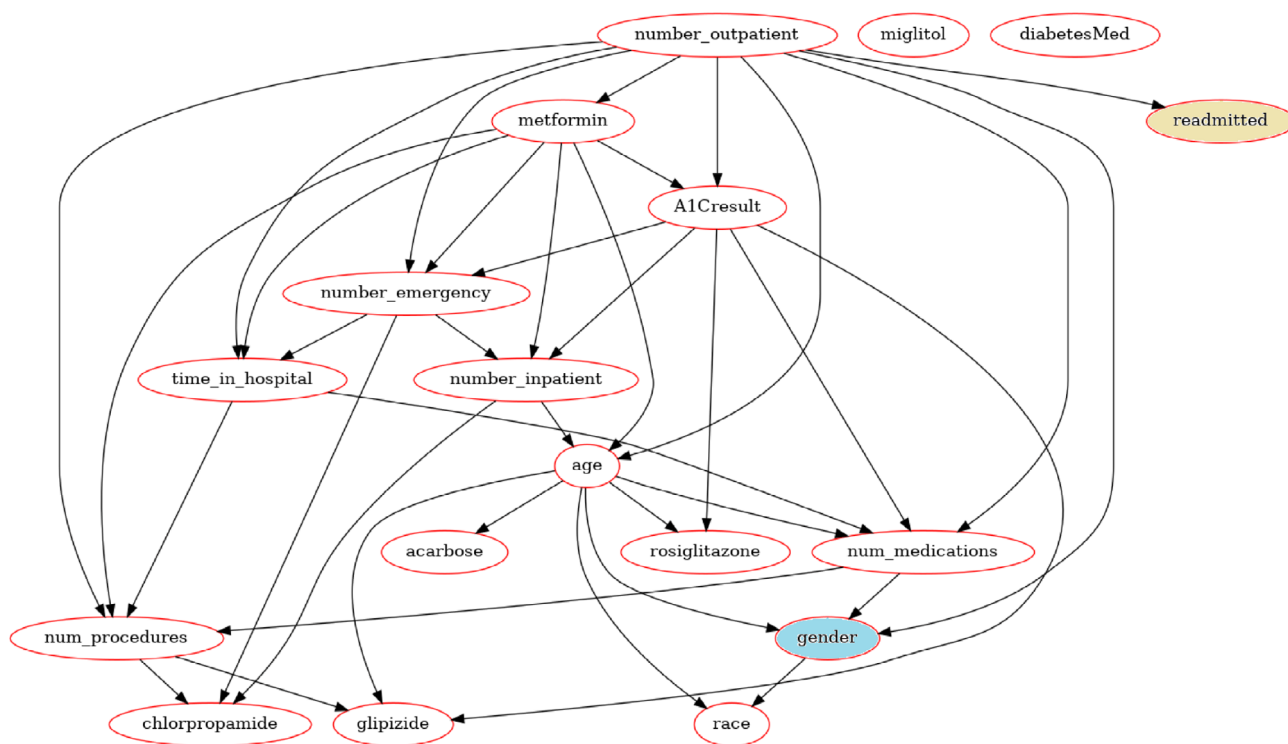 number_outpatient
miglitol
diabetesMed
metformin
readmitted
A1Cresult
number_emergency
time_in_hospital
number_inpatient
age
acarbose
rosiglitazone
num_medications
num_procedures
gender
chlorpropamide
glipizide
race